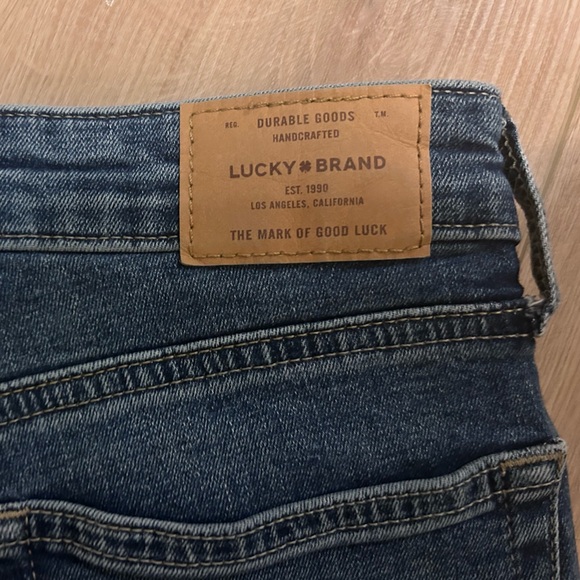 REG. DURABLE GOODS T.M.
HANDCRAFTED
LUCKY BRAND
EST. 1990
LOS ANGELES, CALIFORNIA
THE MARK OF GOOD LUCK